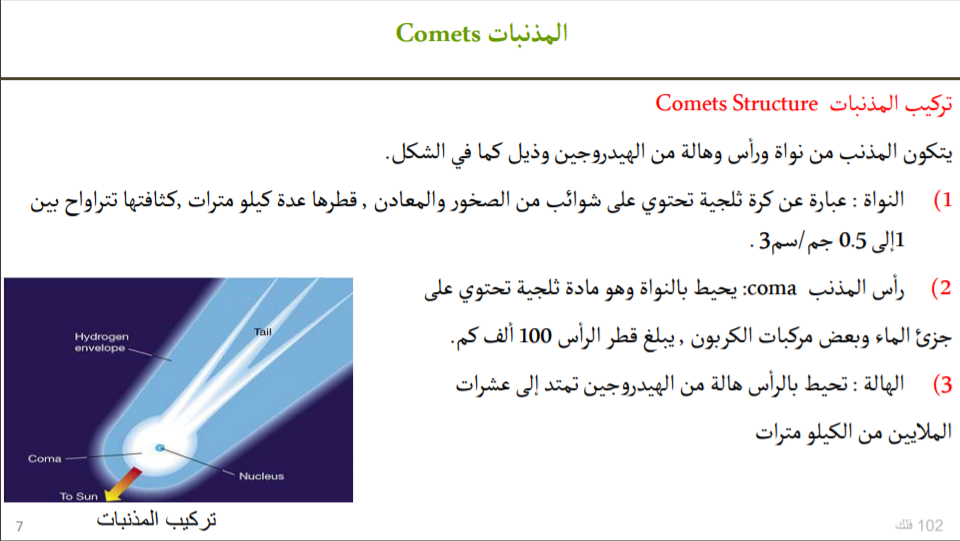 المذنبات Comets
تركيب المذنبات Comets Structure
يتكون المذنب من نواة ورأس وهالة من الهيدروجين وذيل كما في الشكل.
1) النواة : عبارة عن كرة ثلجية تحتوي على شوائب من الصخور والمعادن , قطرها عدة كيلو مترات ,كثافتها تتراواح بين
1إلى 0.5 جم/سم3 .
2) رأس المذنب coma: يحيط بالنواة وهو مادة ثلجية تحتوي على
جزئ الماء وبعض مركبات الكربون , يبلغ قطر الرأس 100 ألف كم.
3) الهالة : تحيط بالرأس هالة من الهيدروجين تمتد إلى عشرات
الملايين من الكيلو مترات
Hydrogen
envelope
Tail
Coma
Nucleus
To Sun
تركيب المذنبات
7
102 فلك